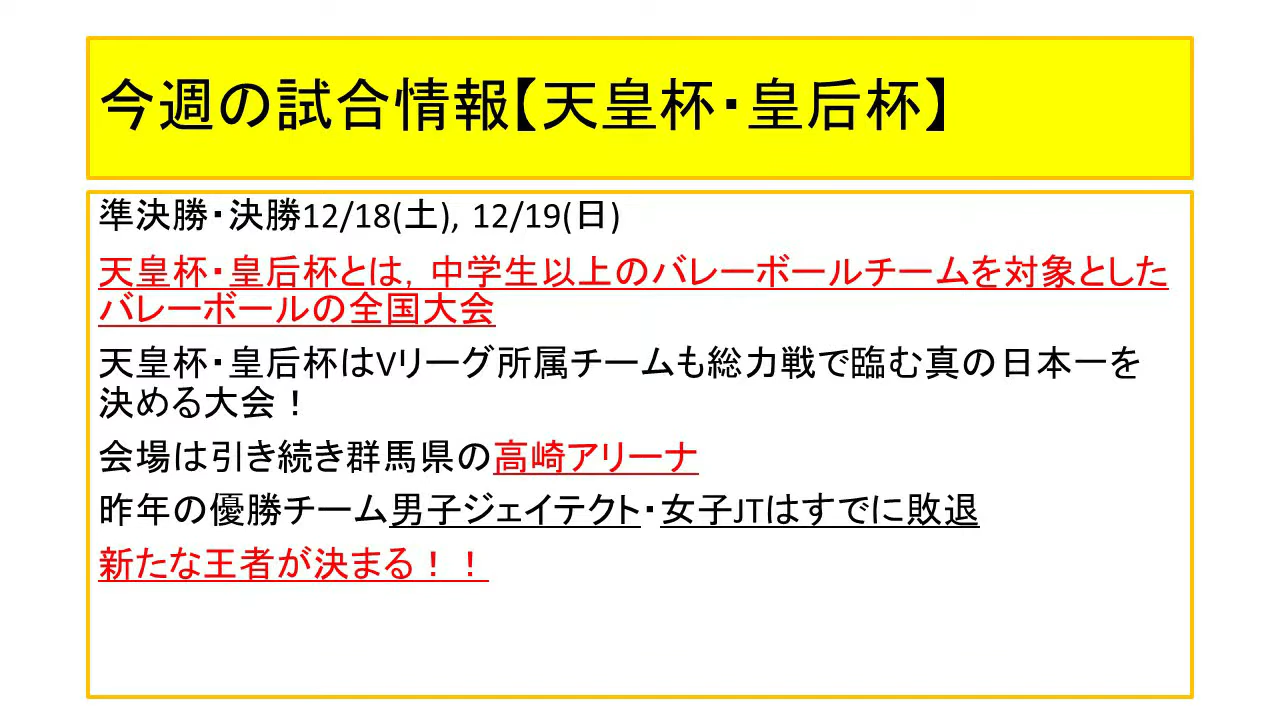 今週の試合情報【天皇杯・皇后杯】
準決勝・決勝12/18(土), 12/19(日)
天皇杯・皇后杯とは, 中学生以上のバレーボールチームを対象とした
バレーボールの全国大会
天皇杯・皇后杯はVリーグ所属チームも総力戦で臨む真の日本一を
決める大会！
会場は引き続き群馬県の高崎アリーナ
昨年の優勝チーム男子ジェイテクト・女子JTはすでに敗退
新たな王者が決まる！！